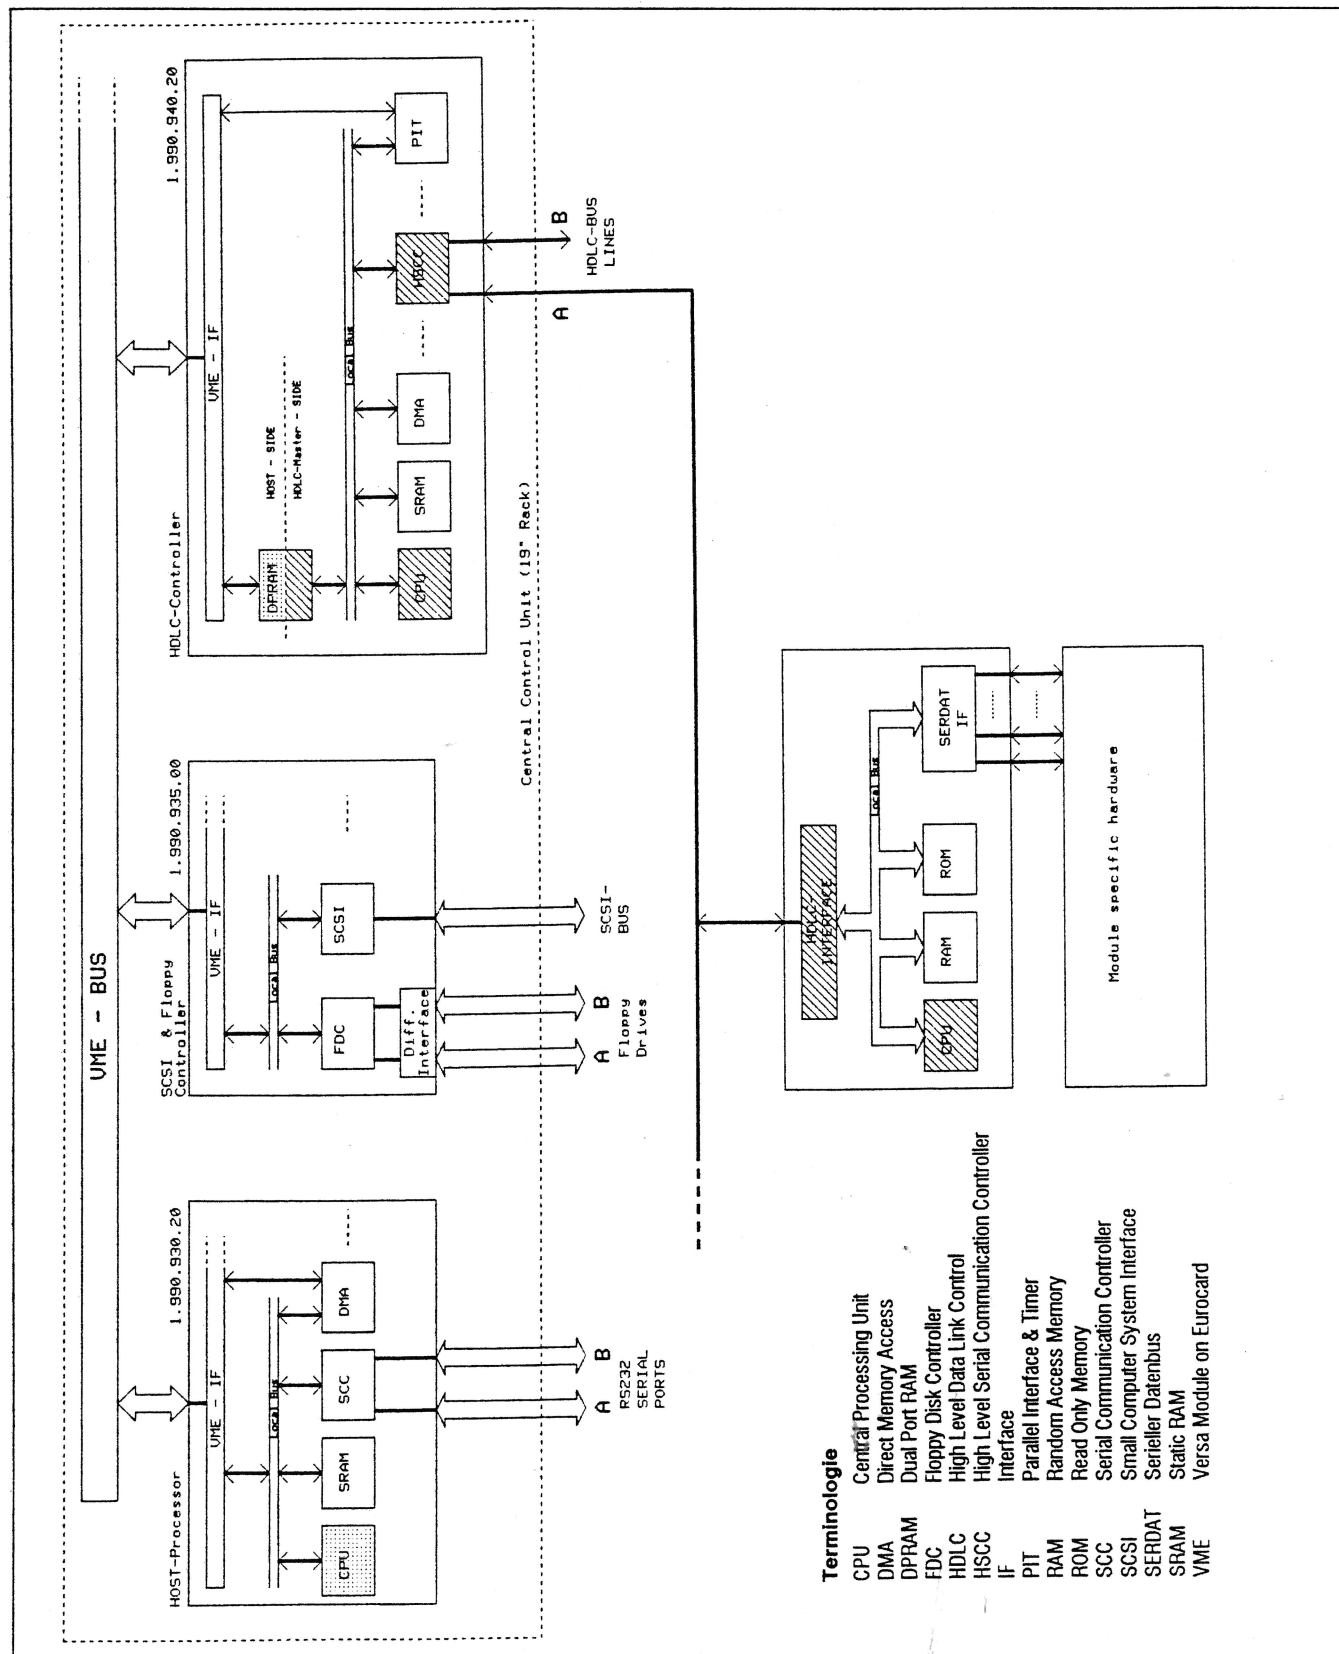 VME - BUS
HOST-Processor
1.990.930.20
VME - IF
Local Bus
CPU
SRAM
SCC
DMA
A
B
RS232
SERIAL
PORTS
SCSI & Floppy
Controller
1.990.935.00
VME - IF
Local Bus
FDC
SCSI
Diff.
Interface
A
B
Floppy
Drives
SCSI-
BUS
HDLC-Controller
1.990.940.20
VME - IF
DPRAM
HOST - SIDE
HDLC-Master - SIDE
Local Bus
CPU
SRAM
DMA
HSCC
PIT
A
B
HDLC-BUS
LINES
Central Control Unit (19" Rack)
HDLC-
INTERFACE
Local Bus
CPU
RAM
ROM
SERDAT
IF
Module specific hardware
Terminologie
CPU Central Processing Unit
DMA Direct Memory Access
DPRAM Dual Port RAM
FDC Floppy Disk Controller
HDLC High Level Data Link Control
HSCC High Level Serial Communication Controller
IF Interface
PIT Parallel Interface & Timer
RAM Random Access Memory
ROM Read Only Memory
SCC Serial Communication Controller
SCSI Small Computer System Interface
SERDAT Serieller Datenbus
SRAM Static RAM
VME Versa Module on Eurocard